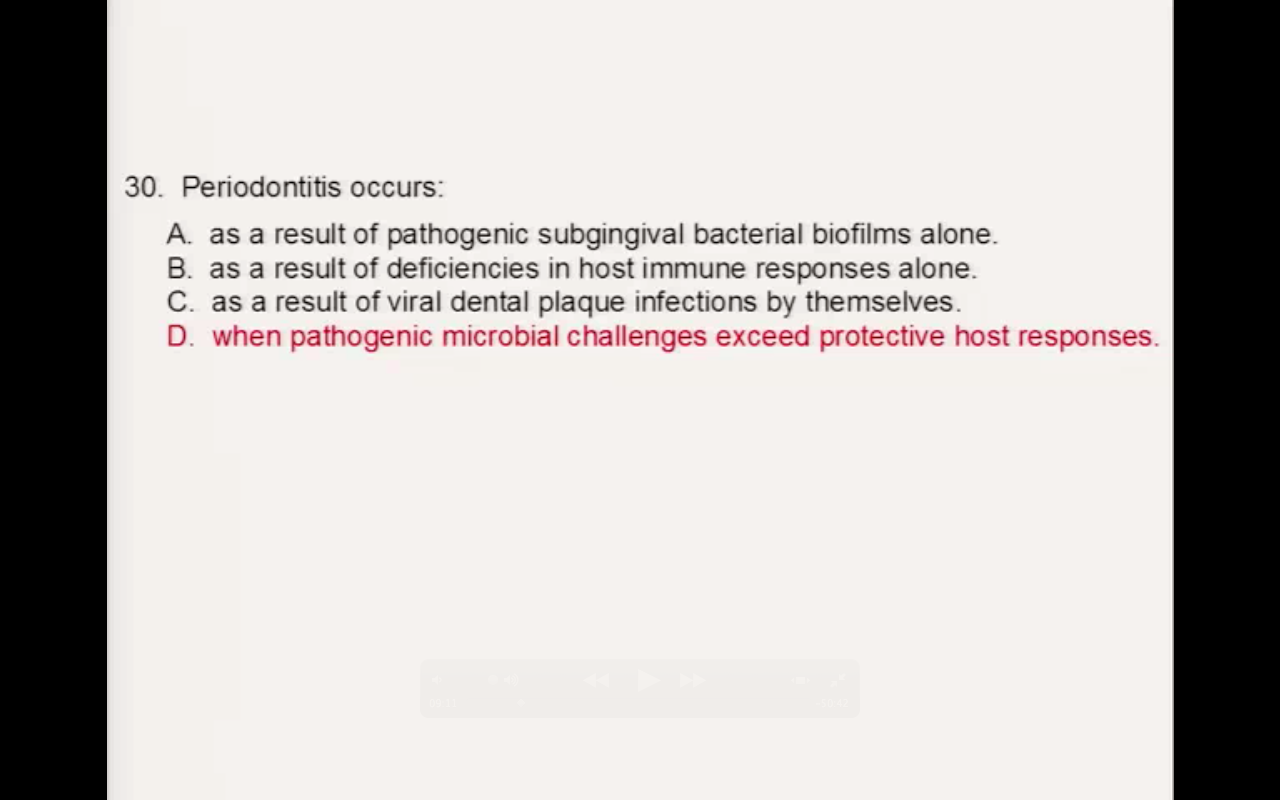 30. Periodontitis occurs:
A. as a result of pathogenic subgingival bacterial biofilms alone.
B. as a result of deficiencies in host immune responses alone.
C. as a result of viral dental plaque infections by themselves.
D. when pathogenic microbial challenges exceed protective host responses.